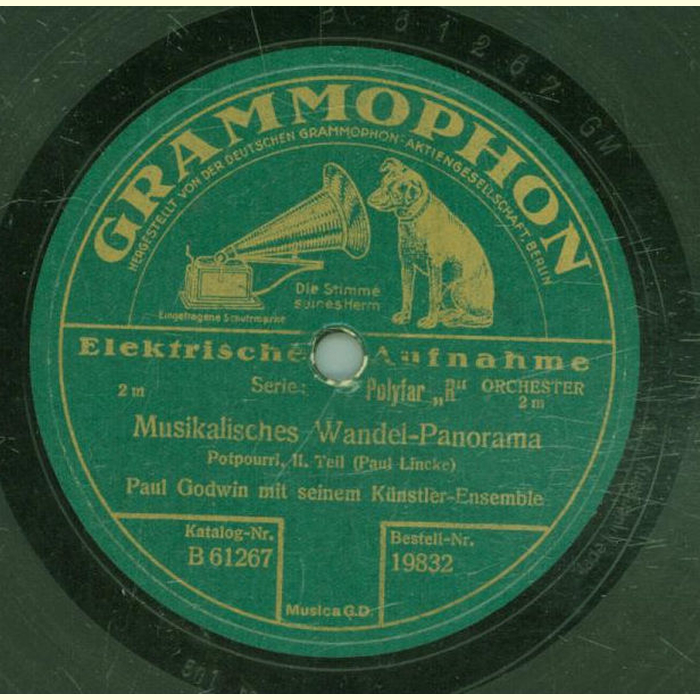 B 61267 GM
GRAMMOPHON
HERGESTELLT VON DER DEUTSCHEN GRAMMOPHON-AKTIENGESELLSCHAFT BERLIN
Die Stimme
seines Herrn
Eingetragene Schutzmarke
Elektrische Aufnahme
2 m Serie: Polyfar „R“ ORCHESTER
2 m
Musikalisches Wandel-Panorama
Potpourri, II. Teil (Paul Lincke)
Paul Godwin mit seinem Künstler-Ensemble
Katalog-Nr.
B 61267
Bestell-Nr.
19832
Musica G.D.